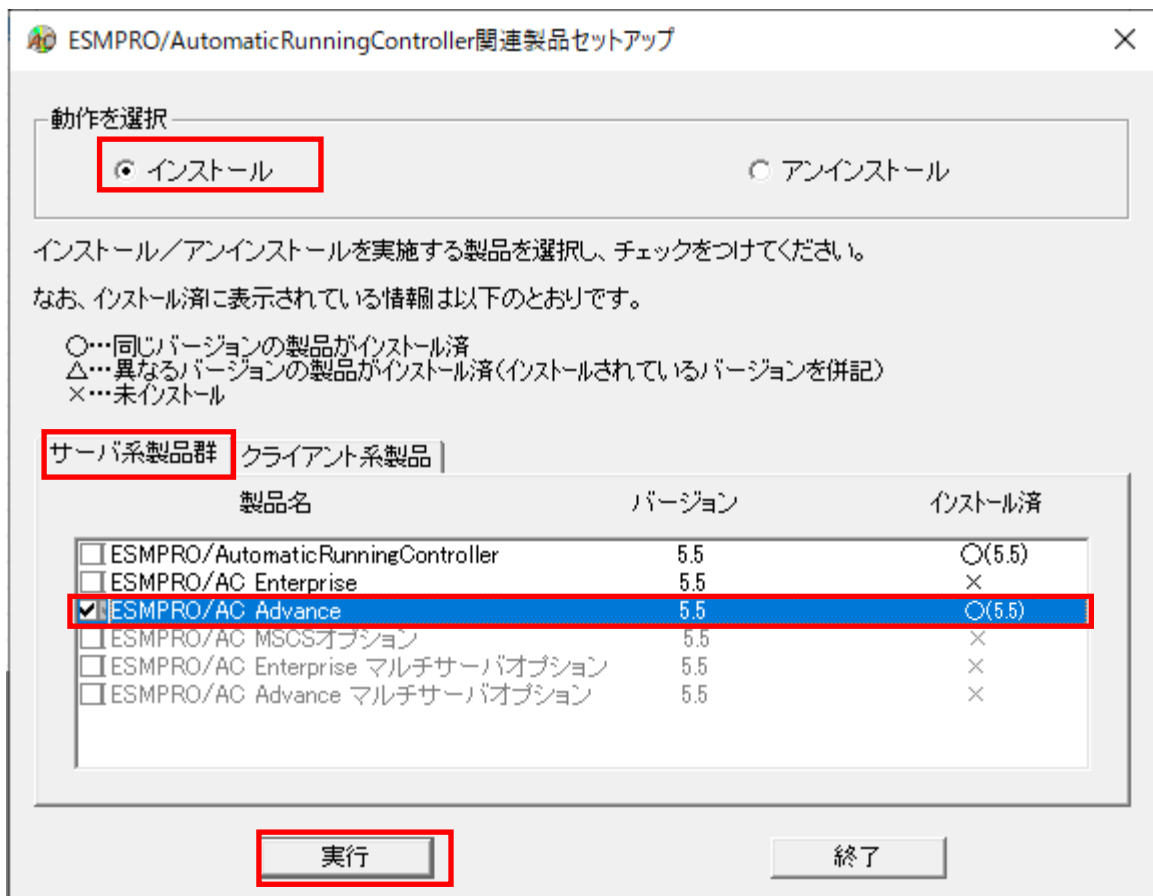 ESMPRO/AutomaticRunningController関連製品セットアップ
動作を選択
インストール アンインストール
インストール／アンインストールを実施する製品を選択し、チェックをつけてください。
なお、インストール済に表示されている情報は以下のとおりです。
○…同じバージョンの製品がインストール済
△…異なるバージョンの製品がインストール済(インストールされているバージョンを併記)
×…未インストール
サーバ系製品群 クライアント系製品
製品名 バージョン インストール済
ESMPRO/AutomaticRunningController 5.5 ○(5.5)
ESMPRO/AC Enterprise 5.5 ×
ESMPRO/AC Advance 5.5 ○(5.5)
ESMPRO/AC MSCSオプション 5.5 ×
ESMPRO/AC Enterprise マルチサーバオプション 5.5 ×
ESMPRO/AC Advance マルチサーバオプション 5.5 ×
実行 終了